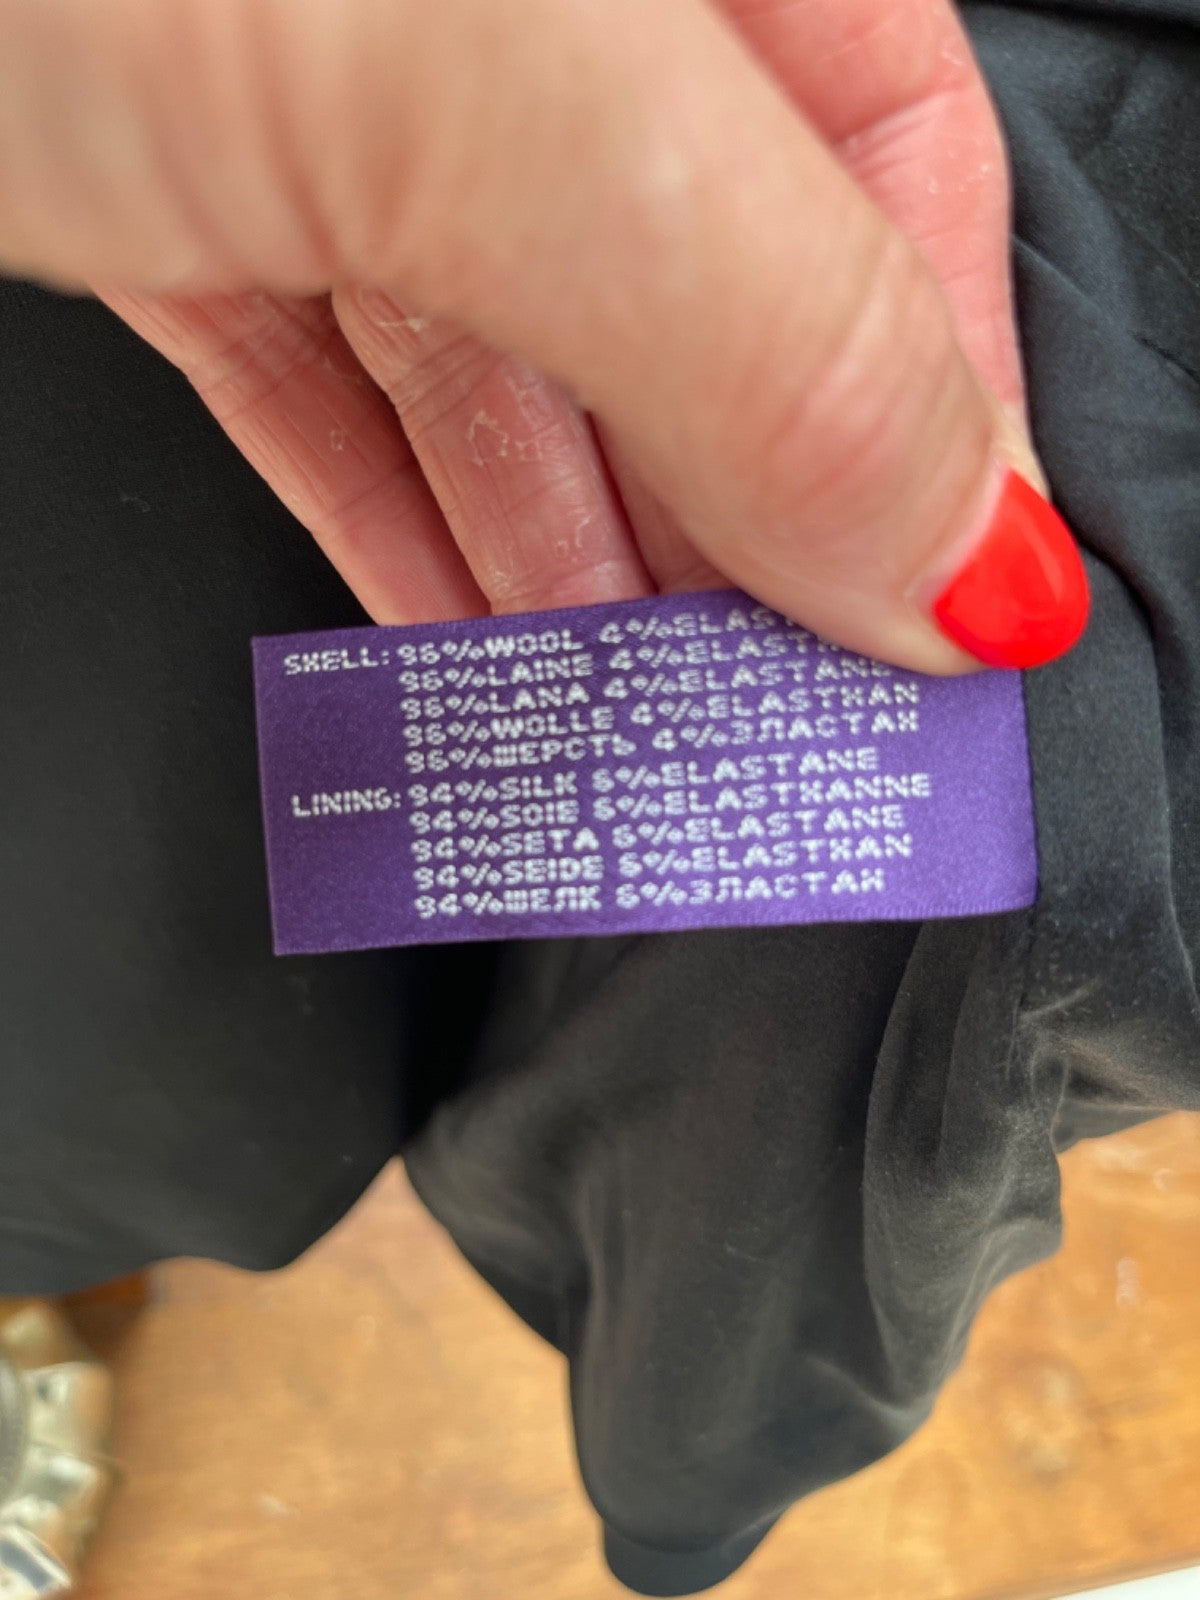 SHELL: 96%WOOL 4%
96%LAINE 4%
96%LANA 4%ELASTANE
96%WOLLE 4%ELASTHAN
96%ШЕРСТЬ 4%ЭЛАСТАН
LINING: 94%SILK 6%ELASTANE
94%SOIE 6%ELASTHANNE
94%SETA 6%ELASTANE
94%SEIDE 6%ELASTHAN
94%ШЕЛК 6%ЭЛАСТАН